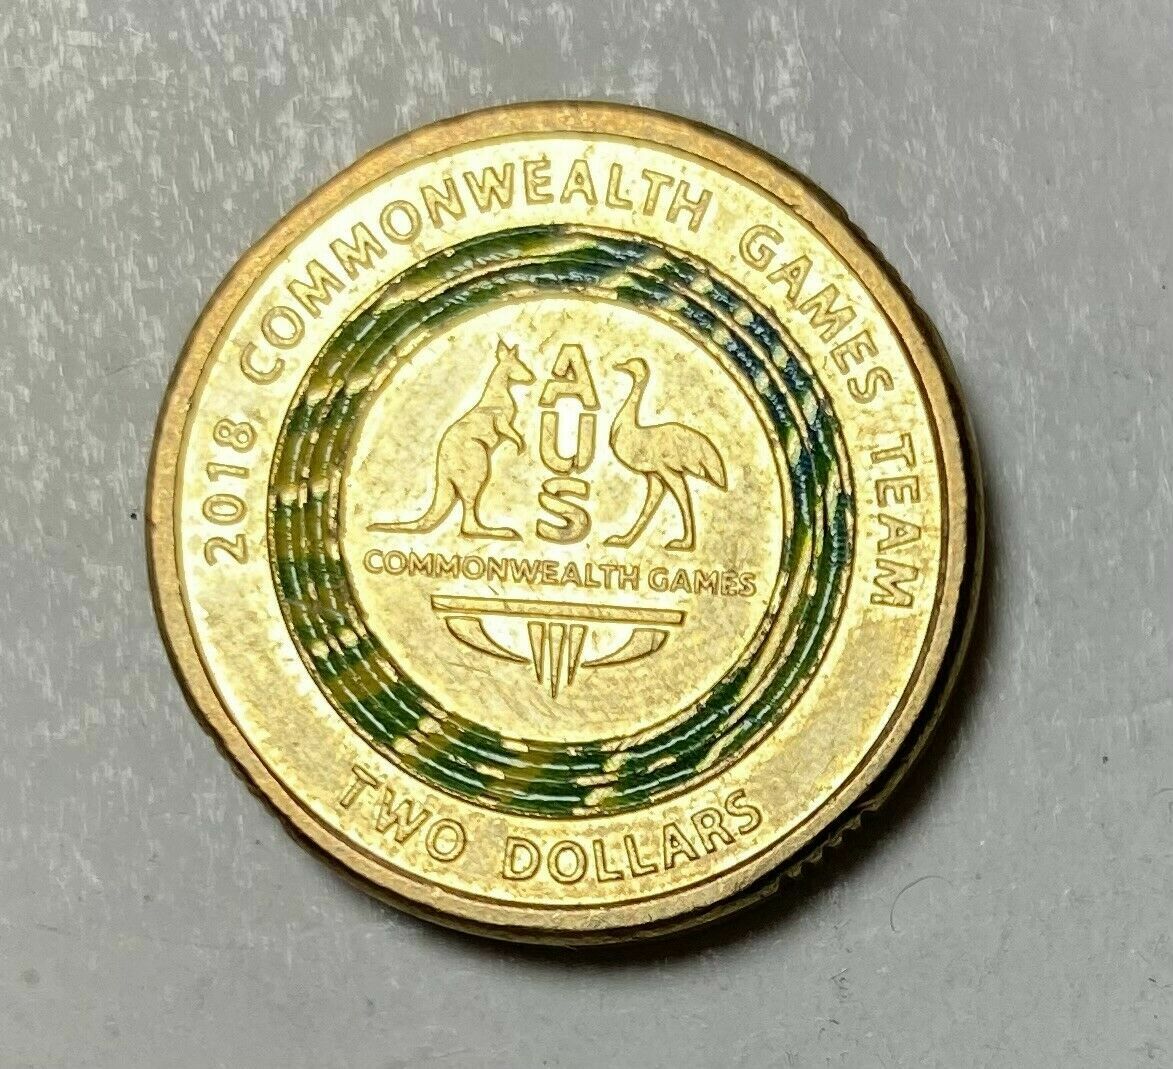 2018 COMMONWEALTH GAMES TEAM
AUS
COMMONWEALTH GAMES
TWO DOLLARS